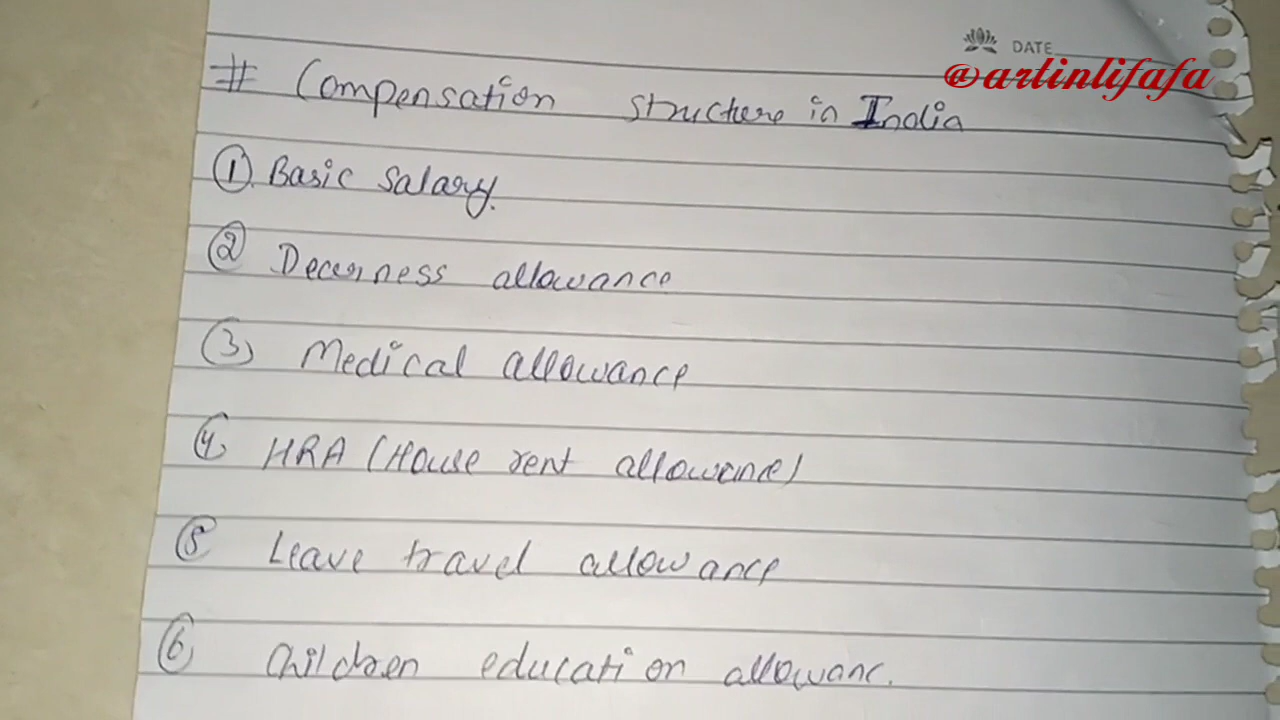 DATE
@artinlifafa
# Compensation structure in India
① Basic salary.
② Dearness allowance
③ Medical allowance
④ HRA (House rent allowance)
⑤ Leave travel allowance
⑥ Children education allowanc.